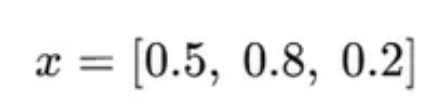 x = [0.5, 0.8, 0.2]